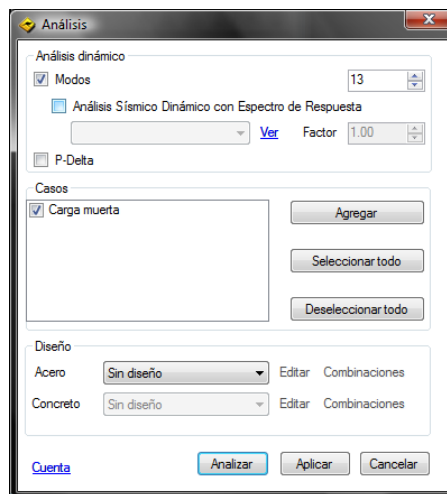 Análisis
Análisis dinámico
Modos 13
Análisis Sísmico Dinámico con Espectro de Respuesta
Ver Factor 1.00
P-Delta
Casos
Carga muerta
Agregar
Seleccionar todo
Deseleccionar todo
Diseño
Acero Sin diseño Editar Combinaciones
Concreto Sin diseño Editar Combinaciones
Cuenta Analizar Aplicar Cancelar